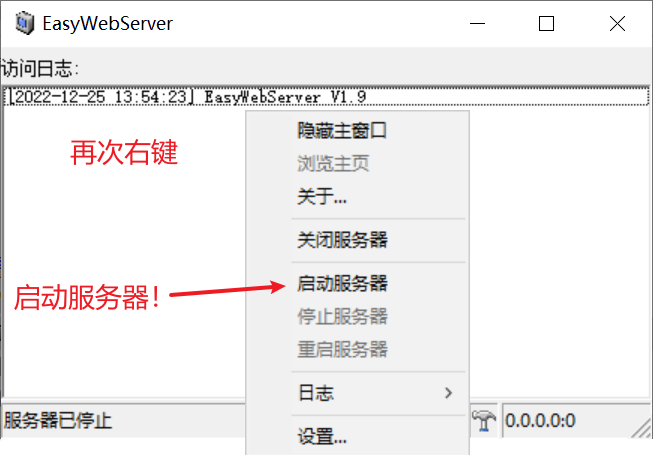 EasyWebServer
访问日志:
[2022-12-25 13:54:23] EasyWebServer V1.9
再次右键
隐藏主窗口
浏览主页
关于...
关闭服务器
启动服务器!
启动服务器
停止服务器
重启服务器
日志
设置...
服务器已停止
0.0.0.0:0